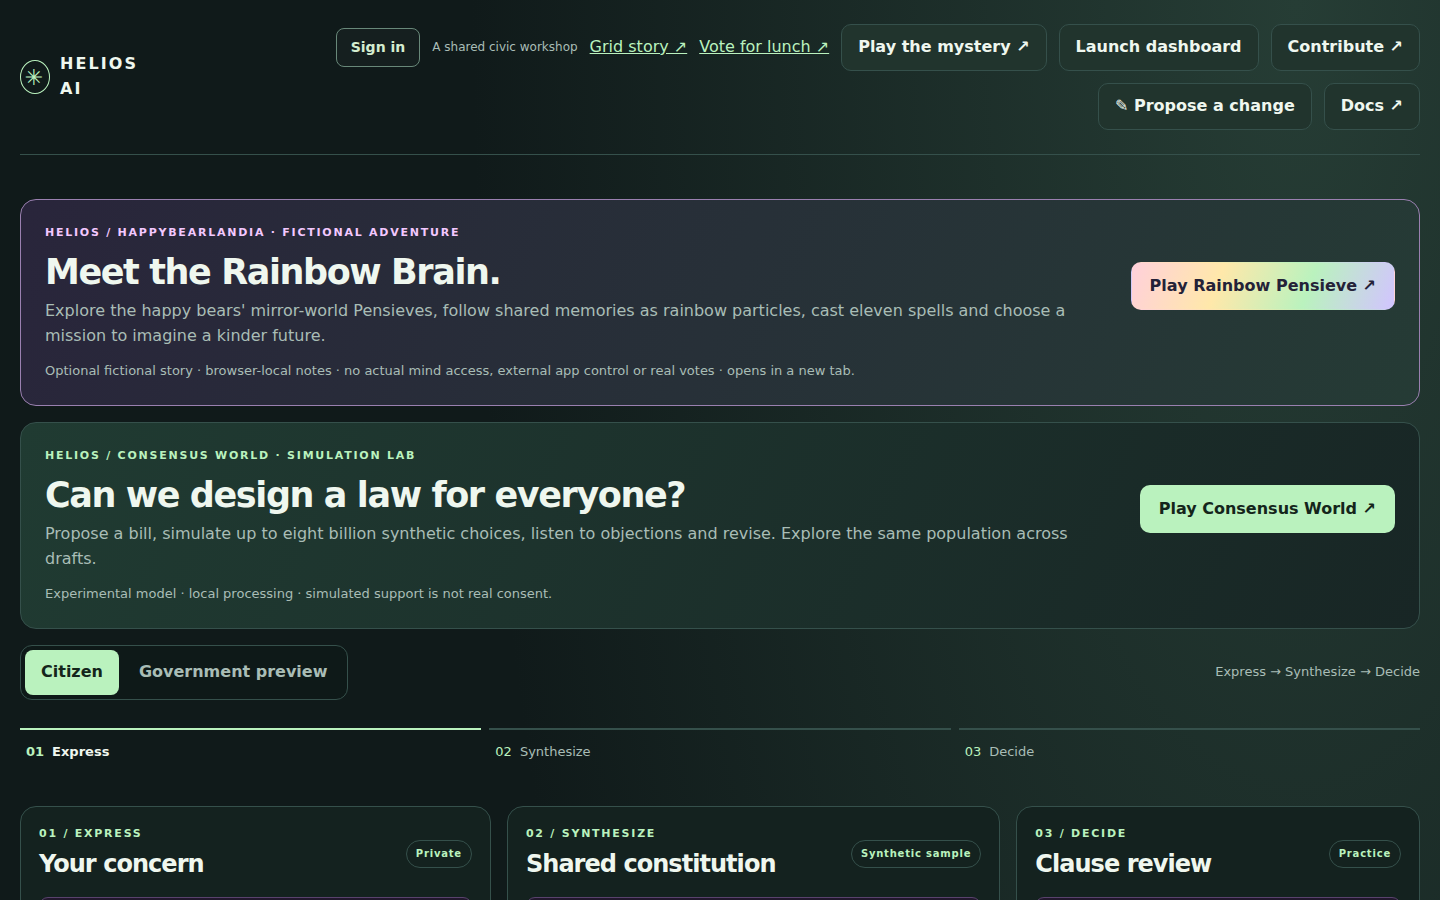 HELIOS
AI
Sign in
A shared civic workshop
Grid story ↗
Vote for lunch ↗
Play the mystery ↗
Launch dashboard
Contribute ↗
✎ Propose a change
Docs ↗
HELIOS / HAPPYBEARLANDIA · FICTIONAL ADVENTURE
Meet the Rainbow Brain.
Explore the happy bears' mirror-world Pensieves, follow shared memories as rainbow particles, cast eleven spells and choose a
mission to imagine a kinder future.
Optional fictional story · browser-local notes · no actual mind access, external app control or real votes · opens in a new tab.
Play Rainbow Pensieve ↗
HELIOS / CONSENSUS WORLD · SIMULATION LAB
Can we design a law for everyone?
Propose a bill, simulate up to eight billion synthetic choices, listen to objections and revise. Explore the same population across
drafts.
Experimental model · local processing · simulated support is not real consent.
Play Consensus World ↗
Citizen
Government preview
Express → Synthesize → Decide
01 Express
02 Synthesize
03 Decide
01 / EXPRESS
Your concern
Private
02 / SYNTHESIZE
Shared constitution
Synthetic sample
03 / DECIDE
Clause review
Practice